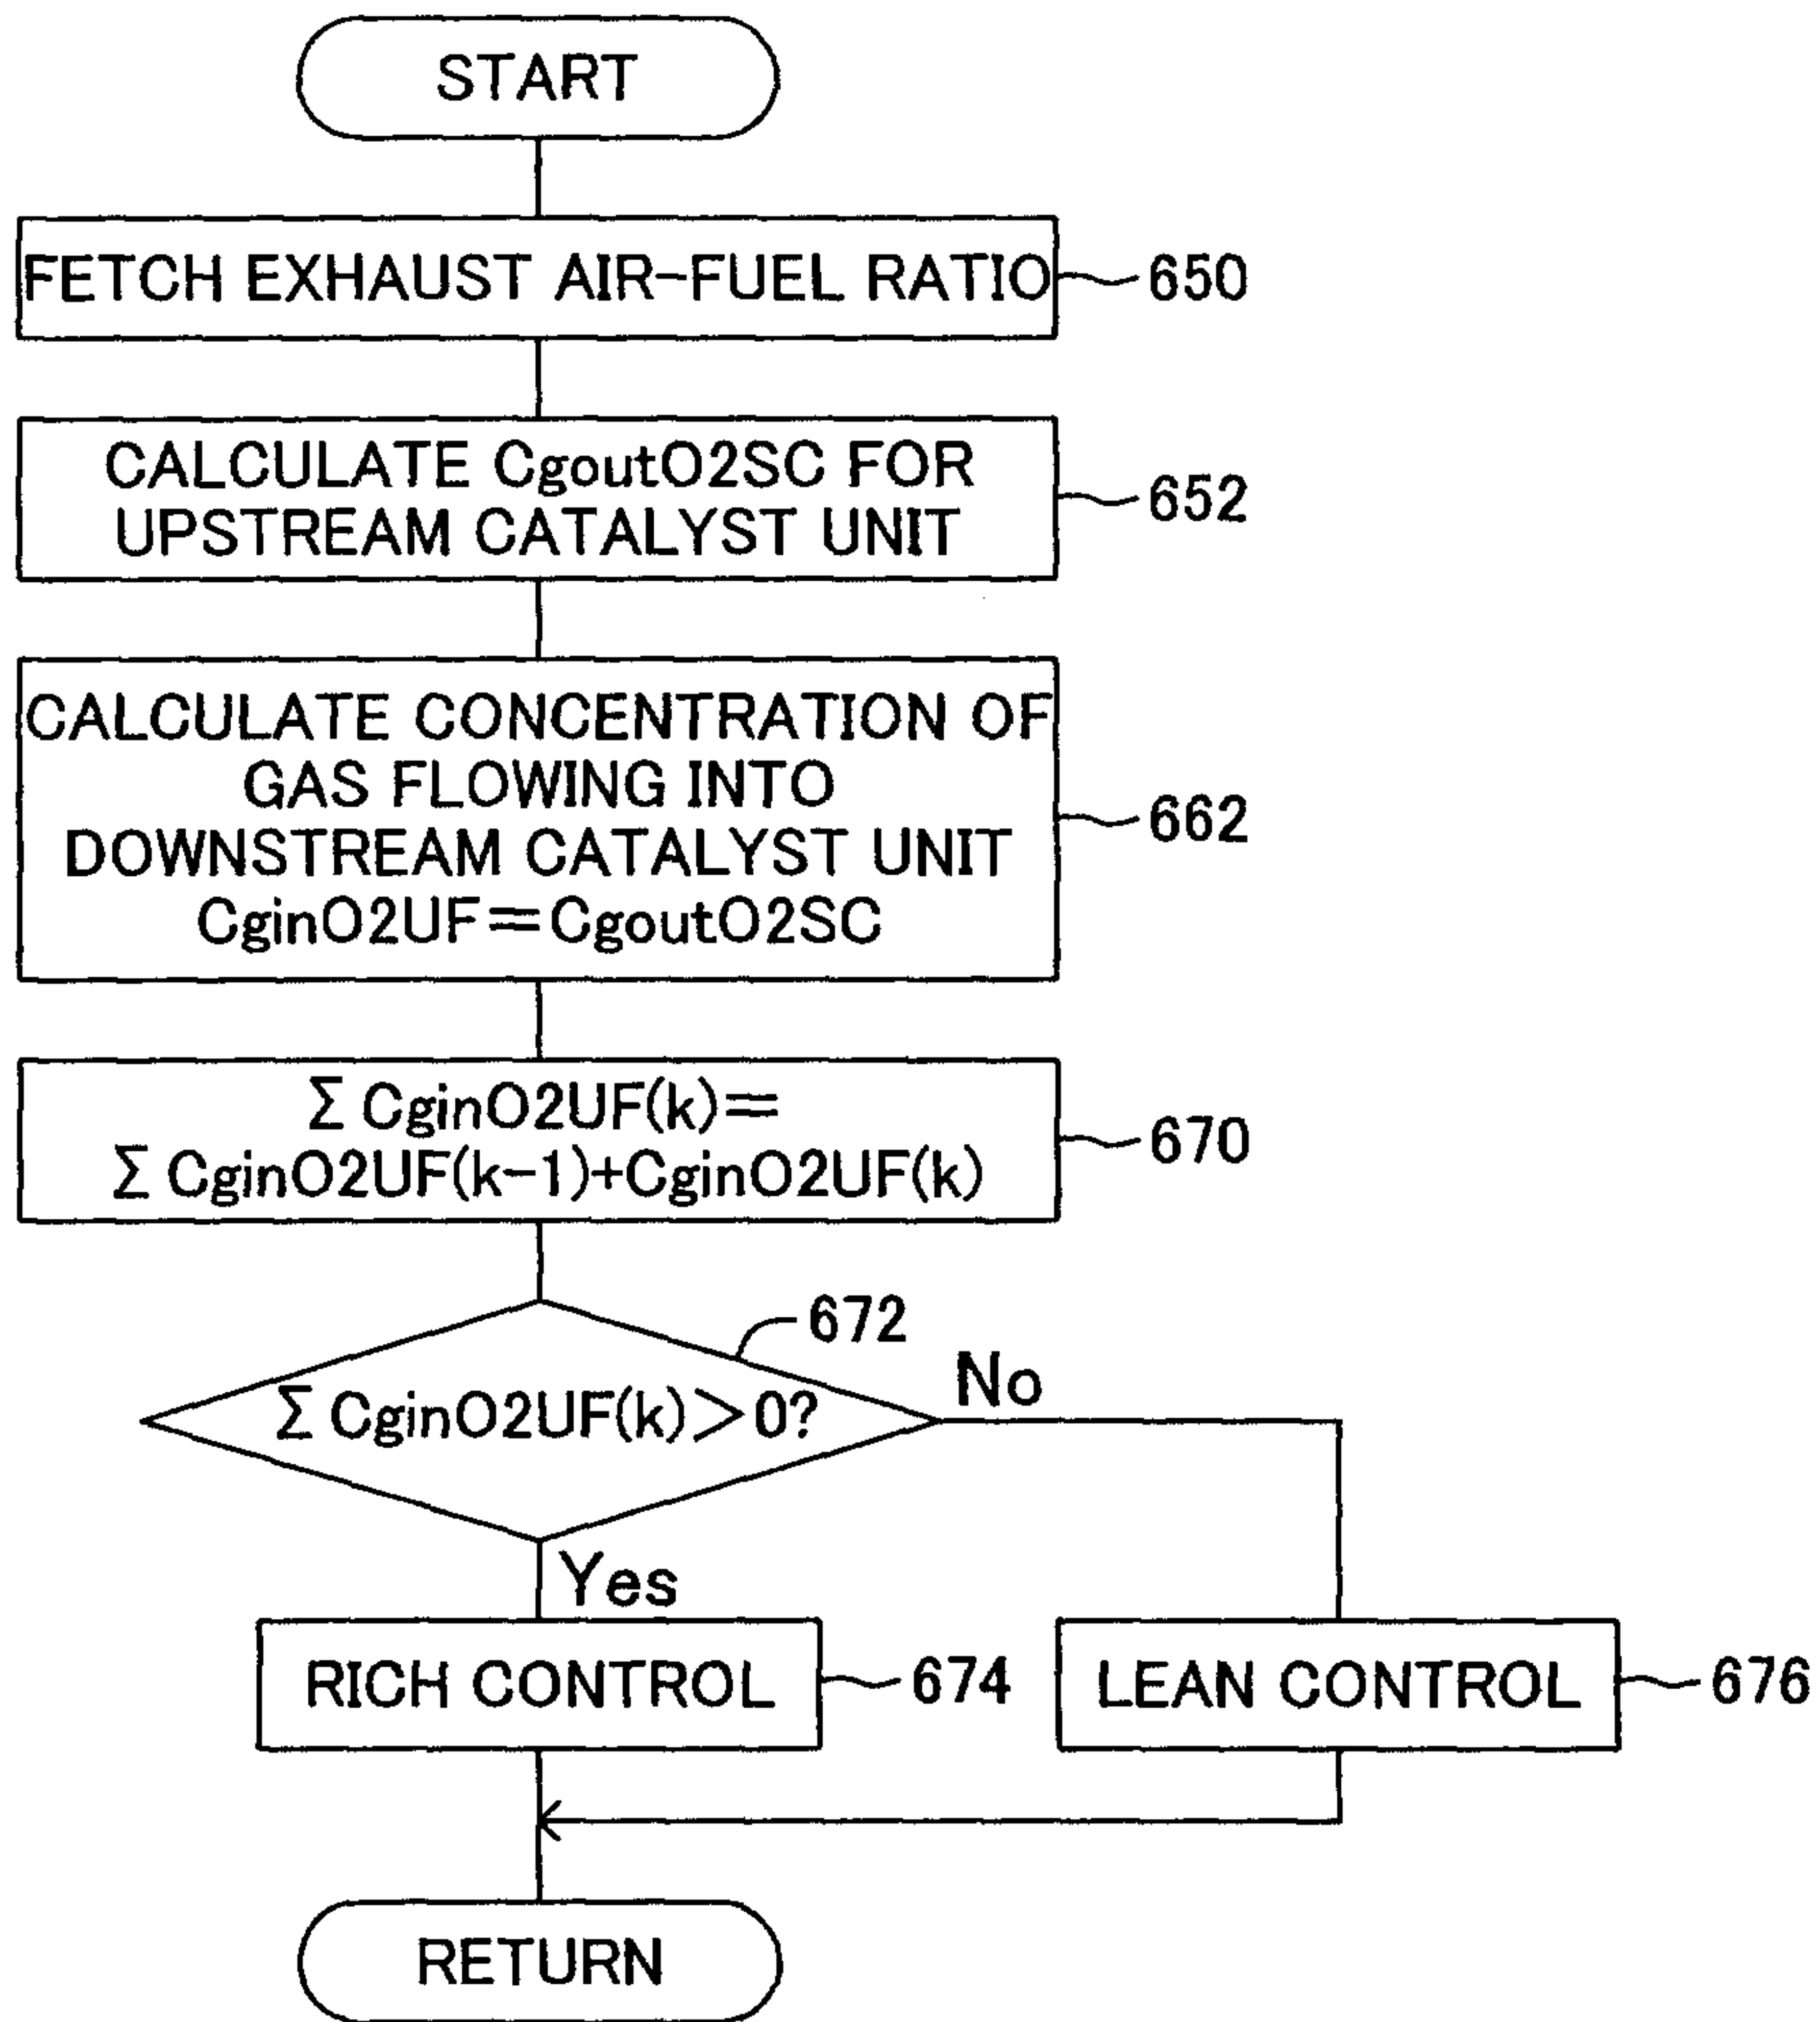 START
FETCH EXHAUST AIR-FUEL RATIO
650
CALCULATE CgoutO2SC FOR
UPSTREAM CATALYST UNIT
652
CALCULATE CONCENTRATION OF
GAS FLOWING INTO
DOWNSTREAM CATALYST UNIT
CginO2UF=CgoutO2SC
662
Σ CginO2UF(k)=
Σ CginO2UF(k-1)+CginO2UF(k)
670
672
Σ CginO2UF(k)>0?
No
Yes
RICH CONTROL
674
LEAN CONTROL
676
RETURN